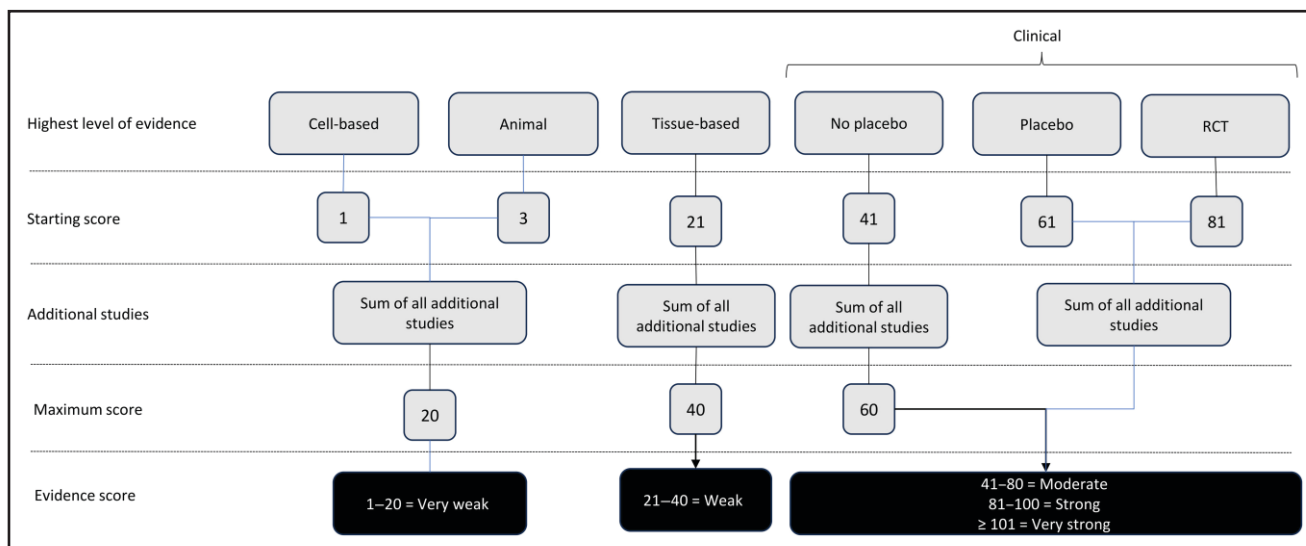 Clinical
Highest level of evidence
Cell-based
Animal
Tissue-based
No placebo
Placebo
RCT
Starting score
1
3
21
41
61
81
Additional studies
Sum of all additional
studies
Sum of all
additional studies
Sum of all
additional studies
Sum of all additional
studies
Maximum score
20
40
60
Evidence score
1–20 = Very weak
21–40 = Weak
41–80 = Moderate
81–100 = Strong
≥ 101 = Very strong